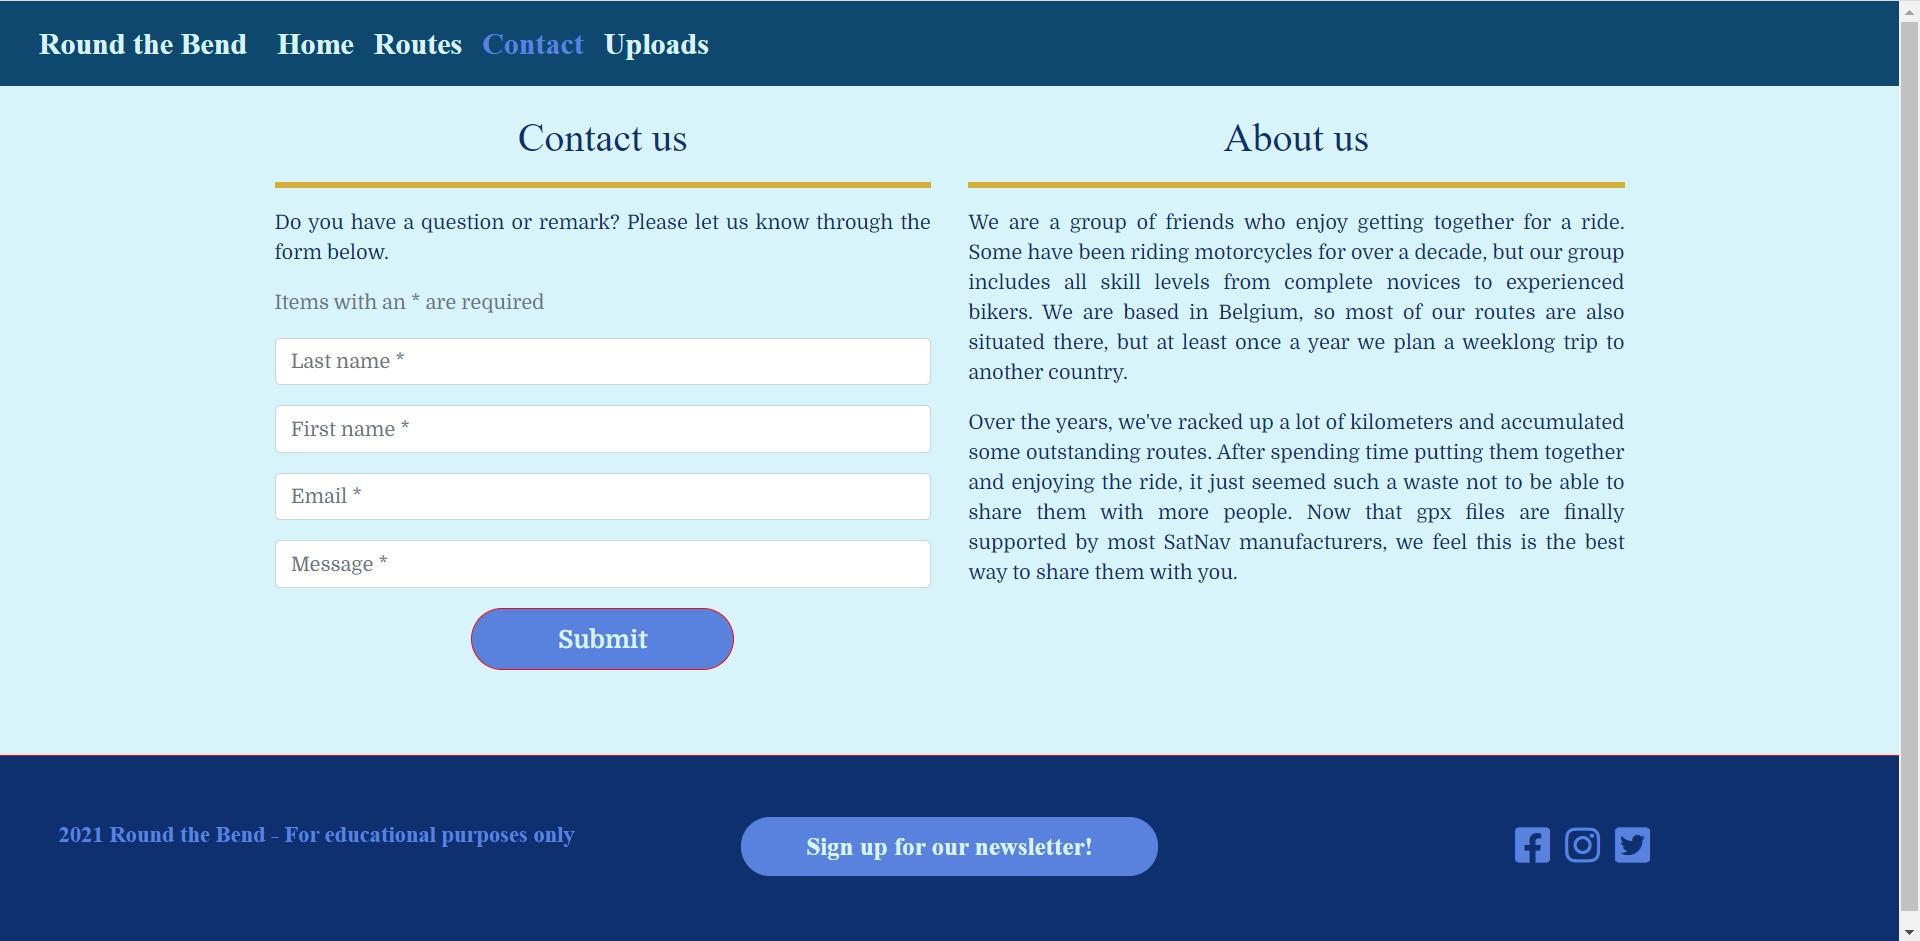 Round the Bend Home Routes Contact Uploads
Contact us
Do you have a question or remark? Please let us know through the
form below.
Items with an * are required
Last name *
First name *
Email *
Message *
Submit
About us
We are a group of friends who enjoy getting together for a ride.
Some have been riding motorcycles for over a decade, but our group
includes all skill levels from complete novices to experienced
bikers. We are based in Belgium, so most of our routes are also
situated there, but at least once a year we plan a weeklong trip to
another country.
Over the years, we've racked up a lot of kilometers and accumulated
some outstanding routes. After spending time putting them together
and enjoying the ride, it just seemed such a waste not to be able to
share them with more people. Now that gpx files are finally
supported by most SatNav manufacturers, we feel this is the best
way to share them with you.
2021 Round the Bend - For educational purposes only
Sign up for our newsletter!